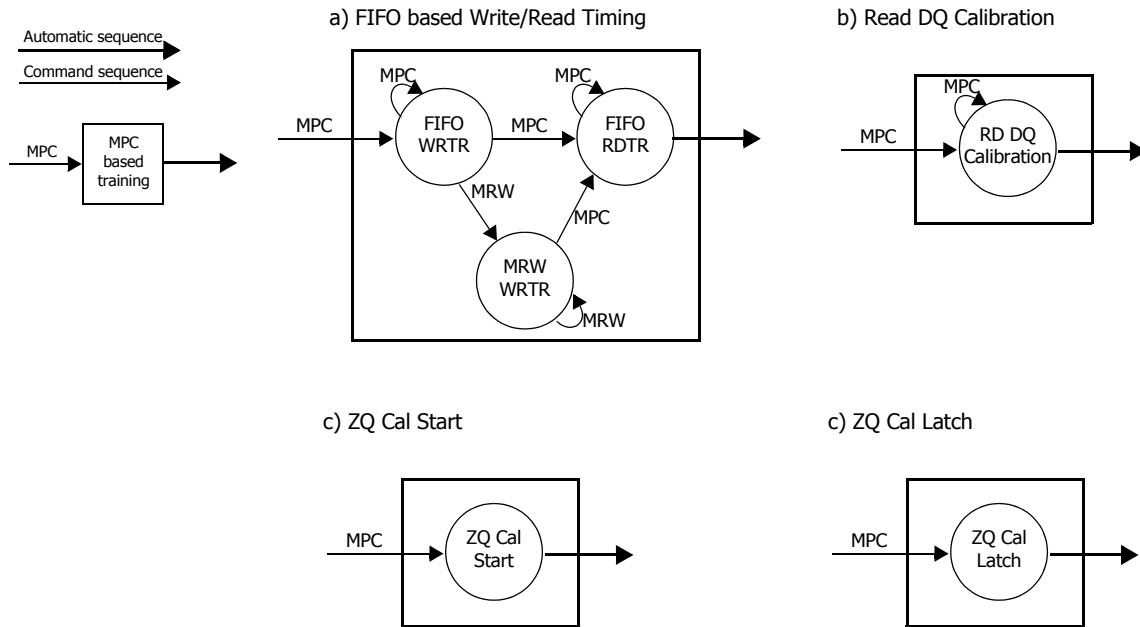 a) FIFO based Write/Read Timing
b) Read DQ Calibration
Automatic sequence
Command sequence
MPC
MPC
based
training
MPC
MPC
FIFO
WRTR
MPC
MPC
FIFO
RDTR
MRW
MPC
MRW
WRTR
MRW
MPC
MPC
RD DQ
Calibration
c) ZQ Cal Start
MPC
ZQ Cal
Start
c) ZQ Cal Latch
MPC
ZQ Cal
Latch